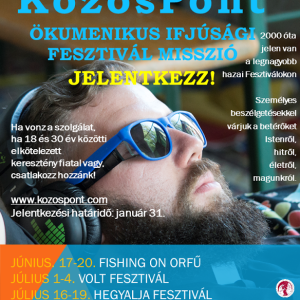 KözösPont
ÖKUMENIKUS IFJÚSÁGI
FESZTIVÁL MISSZIÓ
JELENTKEZZ!
2000 óta
jelen van
a legnagyobb
hazai Fesztiválokon
Személyes
beszélgetésekkel
várjuk a betérőket
Istenről,
hitről,
életről,
magunkról.
Ha vonz a szolgálat,
ha 18 és 30 év közötti
elkötelezett
keresztény fiatal vagy,
csatlakozz hozzánk!
www.kozospont.com
Jelentkezési határidő: január 31.
JÚNIUS. 17-20. FISHING ON ORFŰ
JÚLIUS 1-4. VOLT FESZTIVÁL
JÚLIUS 16-19. HEGYALJA FESZTIVÁL